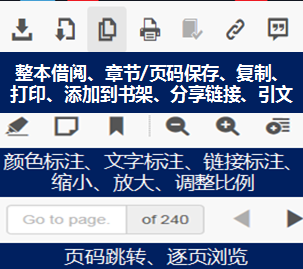 整本借阅、章节/页码保存、复制、
打印、添加到书架、分享链接、引文
颜色标注、文字标注、链接标注、
缩小、放大、调整比例
Go to page.
of 240
页码跳转、逐页浏览